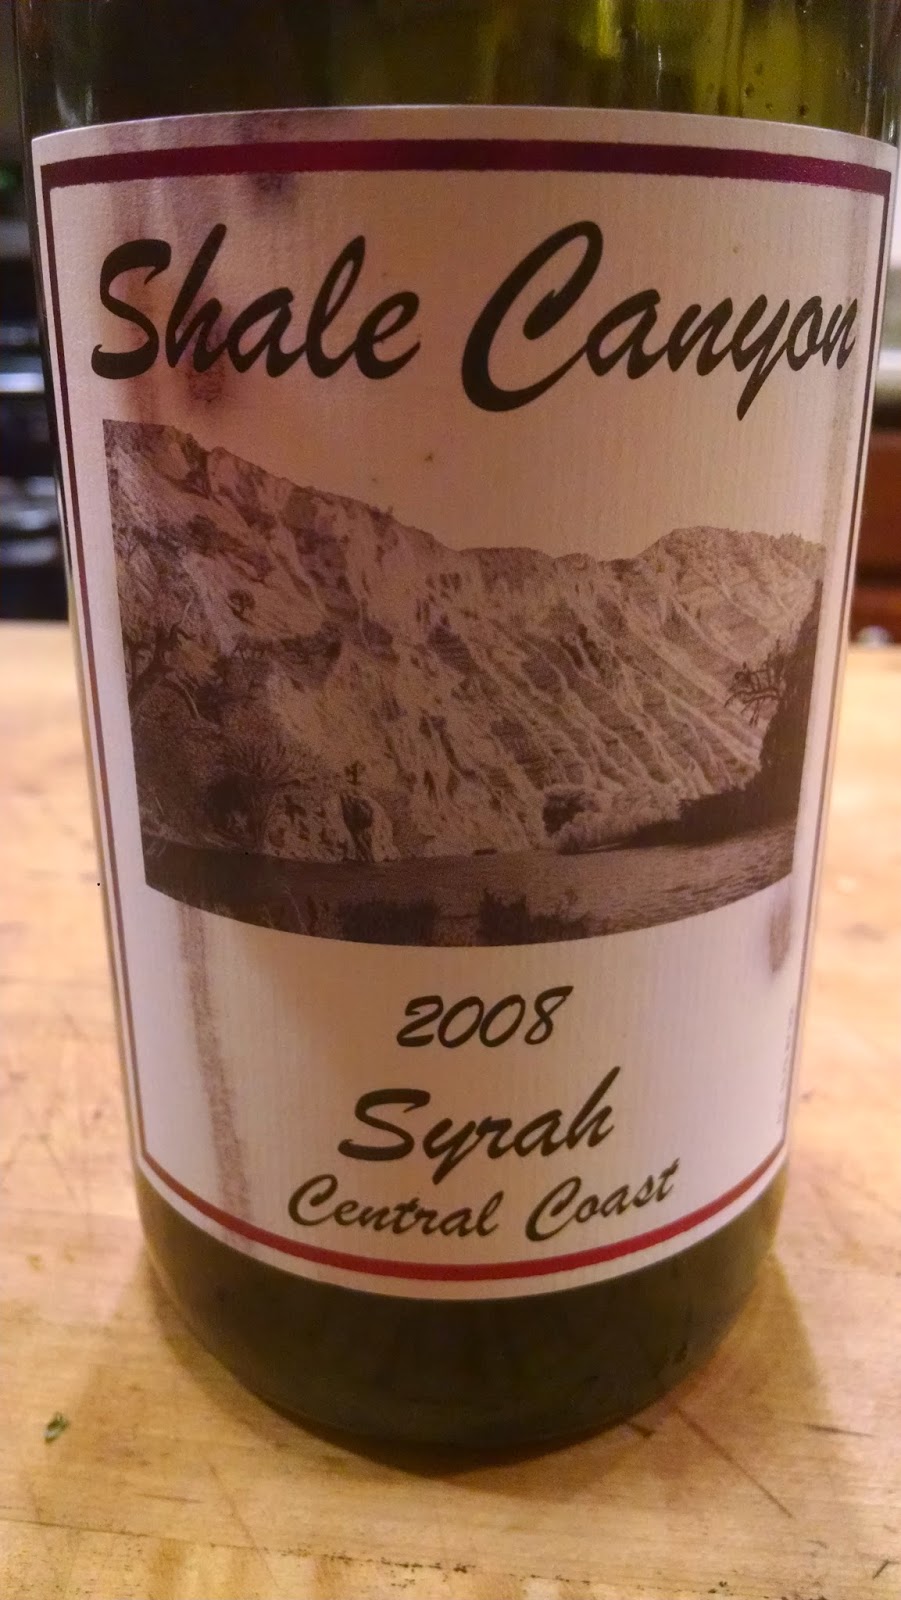 Shale Canyon
2008
Syrah
Central Coast